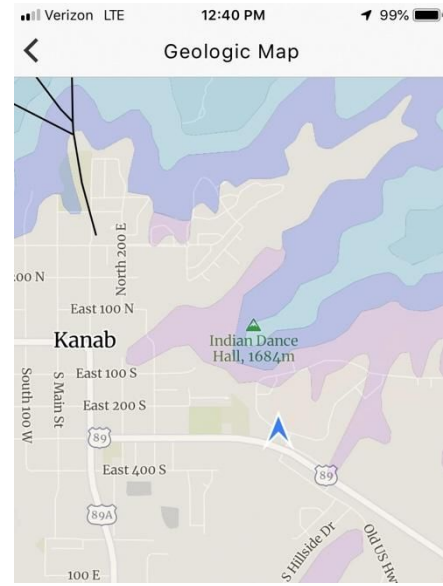 Verizon LTE 12:40 PM 99%
Geologic Map
North 200 E
00 N
East 100 N
Kanab
Indian Dance
Hall, 1684m
South 100 W
S Main St
East 100 S
East 200 S
89
East 400 S
89
89A
S Hillside Dr
Old US Hwy
100 E